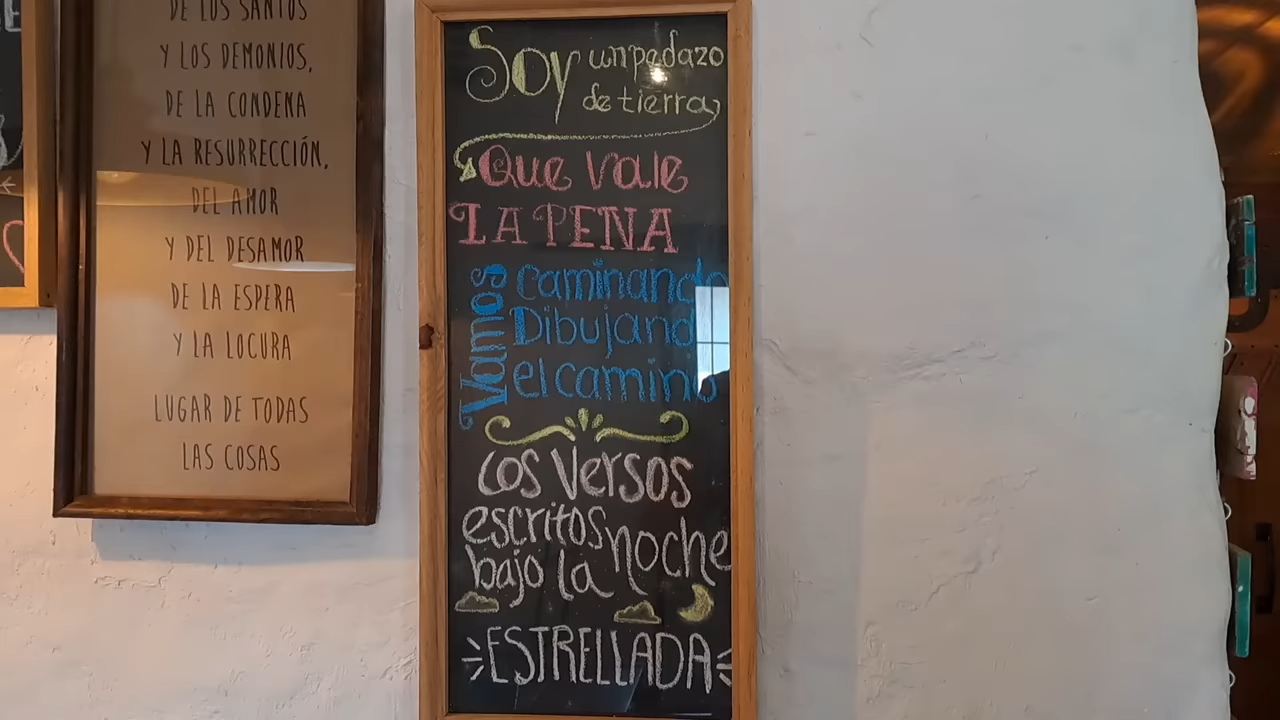 DE LOS SANTOS
Y LOS DEMONIOS,
DE LA CONDENA
Y LA RESURRECCIÓN,
DEL AMOR
Y DEL DESAMOR
DE LA ESPERA
Y LA LOCURA
LUGAR DE TODAS
LAS COSAS
Soy un pedazo
de tierra
Que vale
LA PENA
Vamos caminando
Dibujando
el camino
Los Versos
escritos
bajo la noche
ESTRELLADA